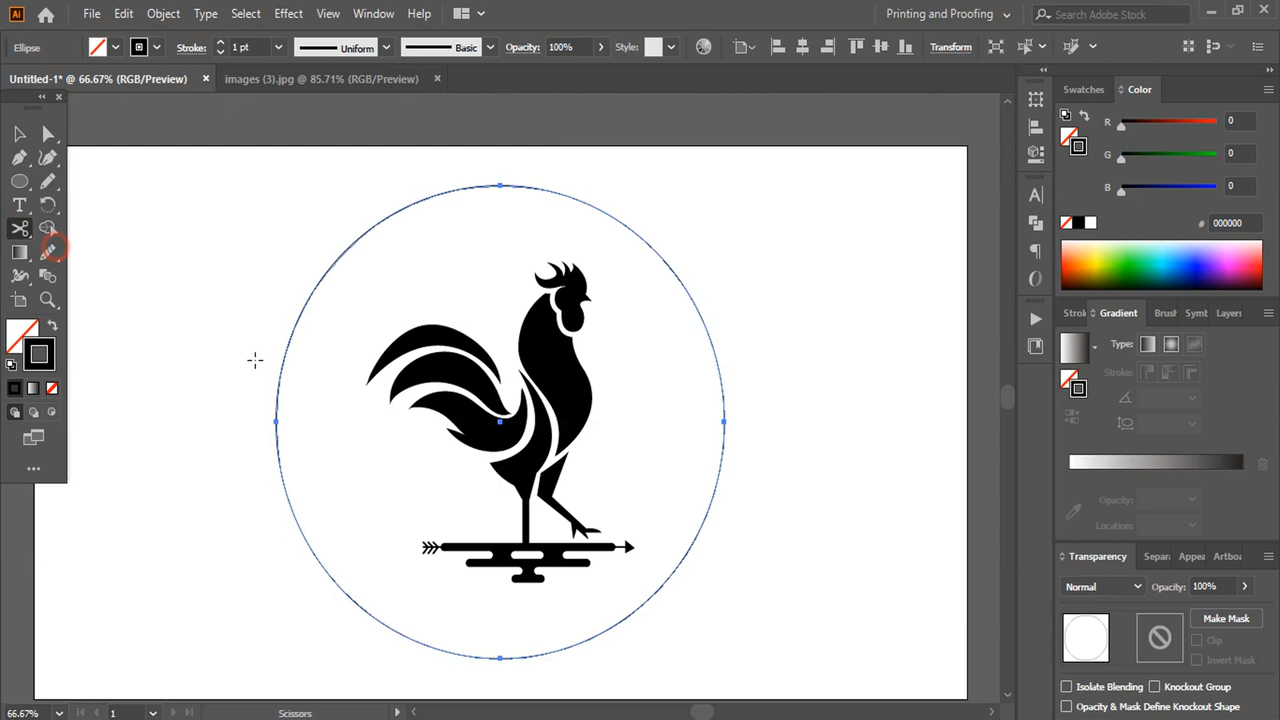 Ai File Edit Object Type Select Effect View Window Help Printing and Proofing Search Adobe Stock
Ellipse Stroke: 1 pt Uniform Basic Opacity: 100% Style: Transform
Untitled-1* @ 66.67% (RGB/Preview) × images (3).jpg @ 85.71% (RGB/Preview) ×
Swatches Color
R 0
G 0
B 0
# 000000
Strok Gradient Brush Symb Layers
Type:
Stroke:
Opacity:
Location:
Transparency Separ Appea Artboa
Normal Opacity: 100%
Make Mask
Clip
Invert Mask
Isolate Blending Knockout Group
Opacity & Mask Define Knockout Shape
66.67% 1 Scissors